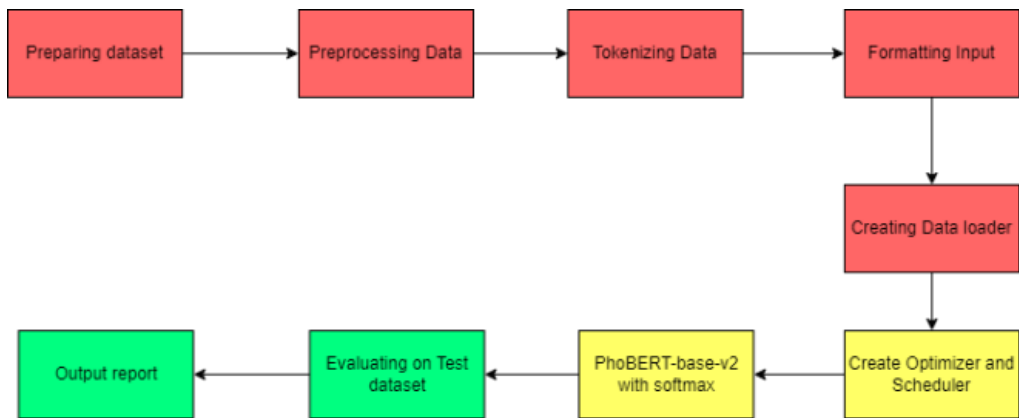 Preparing dataset
Preprocessing Data
Tokenizing Data
Formatting Input
Creating Data loader
Create Optimizer and
Scheduler
PhoBERT-base-v2
with softmax
Evaluating on Test
dataset
Output report